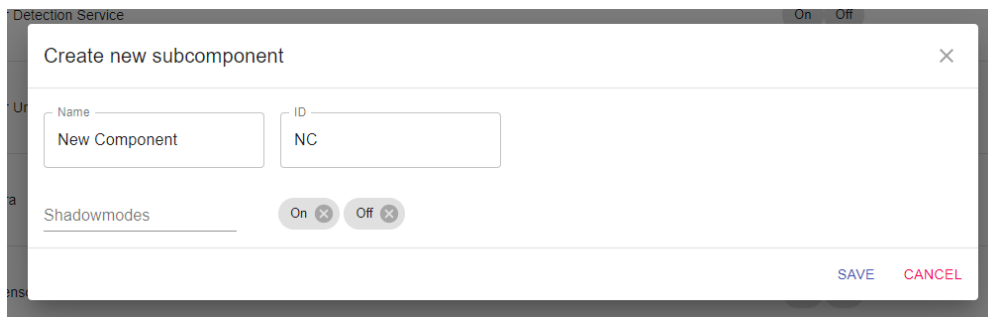 Detection Service
On Off
Create new subcomponent
Name
New Component
ID
NC
Shadowmodes
On Off
SAVE CANCEL